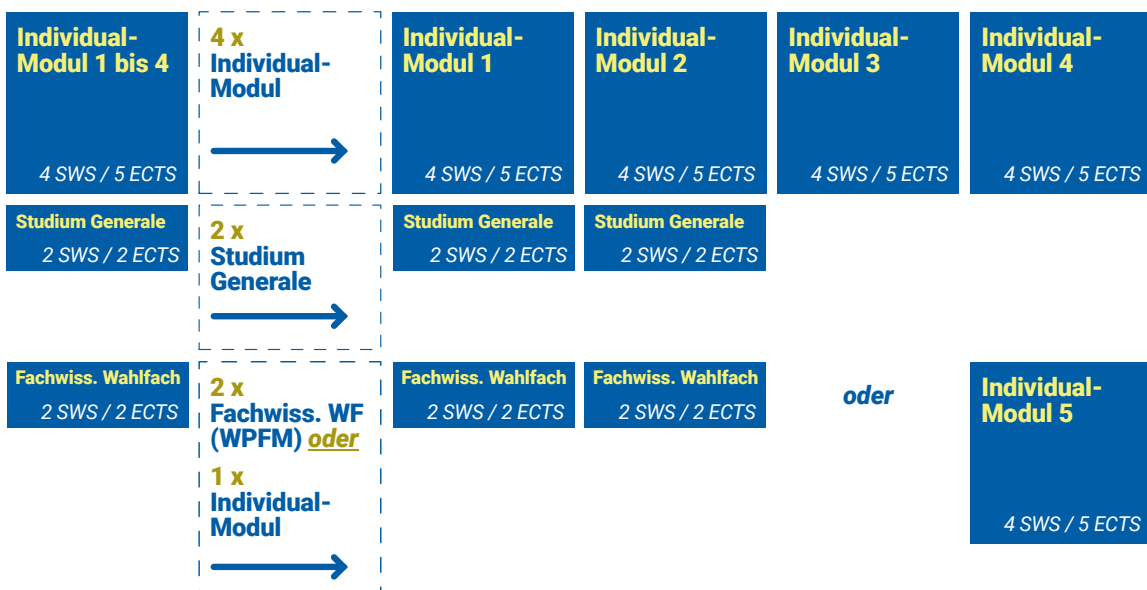 Individual-
Modul 1 bis 4
4 SWS / 5 ECTS
4 x
Individual-
Modul
Individual-
Modul 1
4 SWS / 5 ECTS
Individual-
Modul 2
4 SWS / 5 ECTS
Individual-
Modul 3
4 SWS / 5 ECTS
Individual-
Modul 4
4 SWS / 5 ECTS
Studium Generale
2 SWS / 2 ECTS
2 x
Studium
Generale
Studium Generale
2 SWS / 2 ECTS
Studium Generale
2 SWS / 2 ECTS
Fachwiss. Wahlfach
2 SWS / 2 ECTS
2 x
Fachwiss. WF
(WPFM) oder
1 x
Individual-
Modul
Fachwiss. Wahlfach
2 SWS / 2 ECTS
Fachwiss. Wahlfach
2 SWS / 2 ECTS
oder
Individual-
Modul 5
4 SWS / 5 ECTS